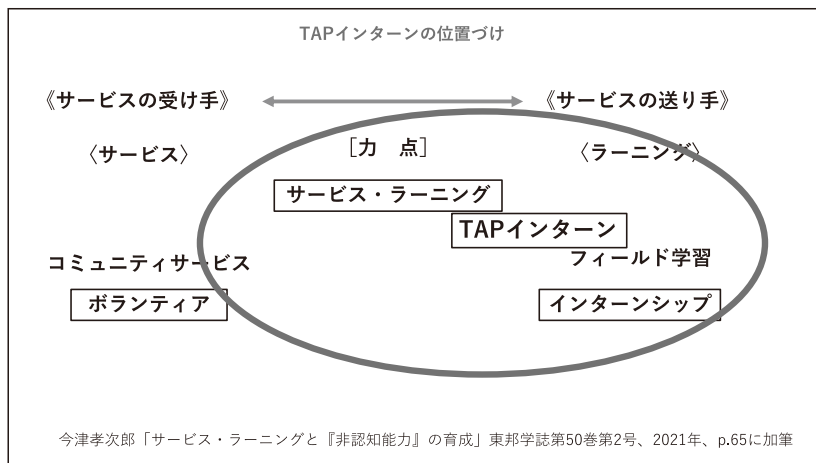 TAPインターンの位置づけ
《サービスの受け手》 《サービスの送り手》
〈サービス〉 ［力　点］ 〈ラーニング〉
サービス・ラーニング
TAPインターン
コミュニティサービス フィールド学習
ボランティア インターンシップ
今津孝次郎「サービス・ラーニングと『非認知能力』の育成」東邦学誌第50巻第2号、2021年、p.65に加筆